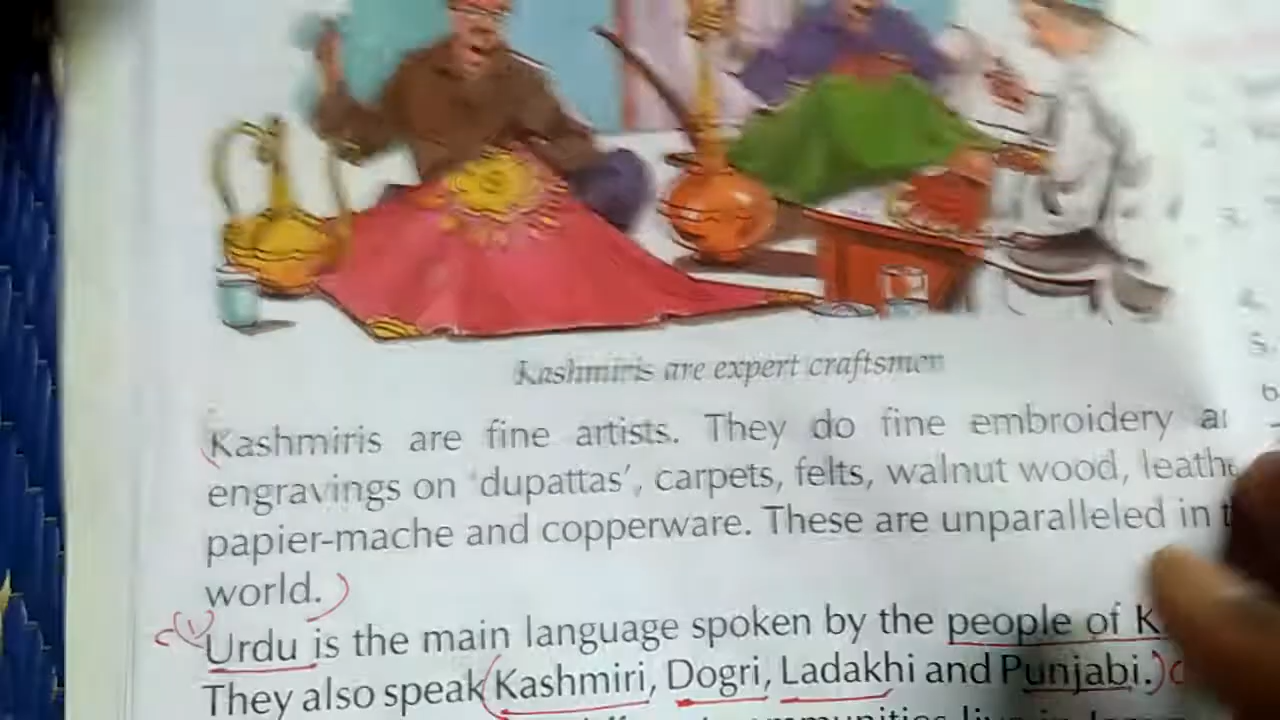 Kashmiris are expert craftsmen
Kashmiris are fine artists. They do fine embroidery
engravings on 'dupattas', carpets, felts, walnut wood,
papier-mache and copperware. These are unparalleled in
world.
(1)
Urdu is the main language spoken by the people of
They also speak (Kashmiri, Dogri, Ladakhi and Punjabi.)